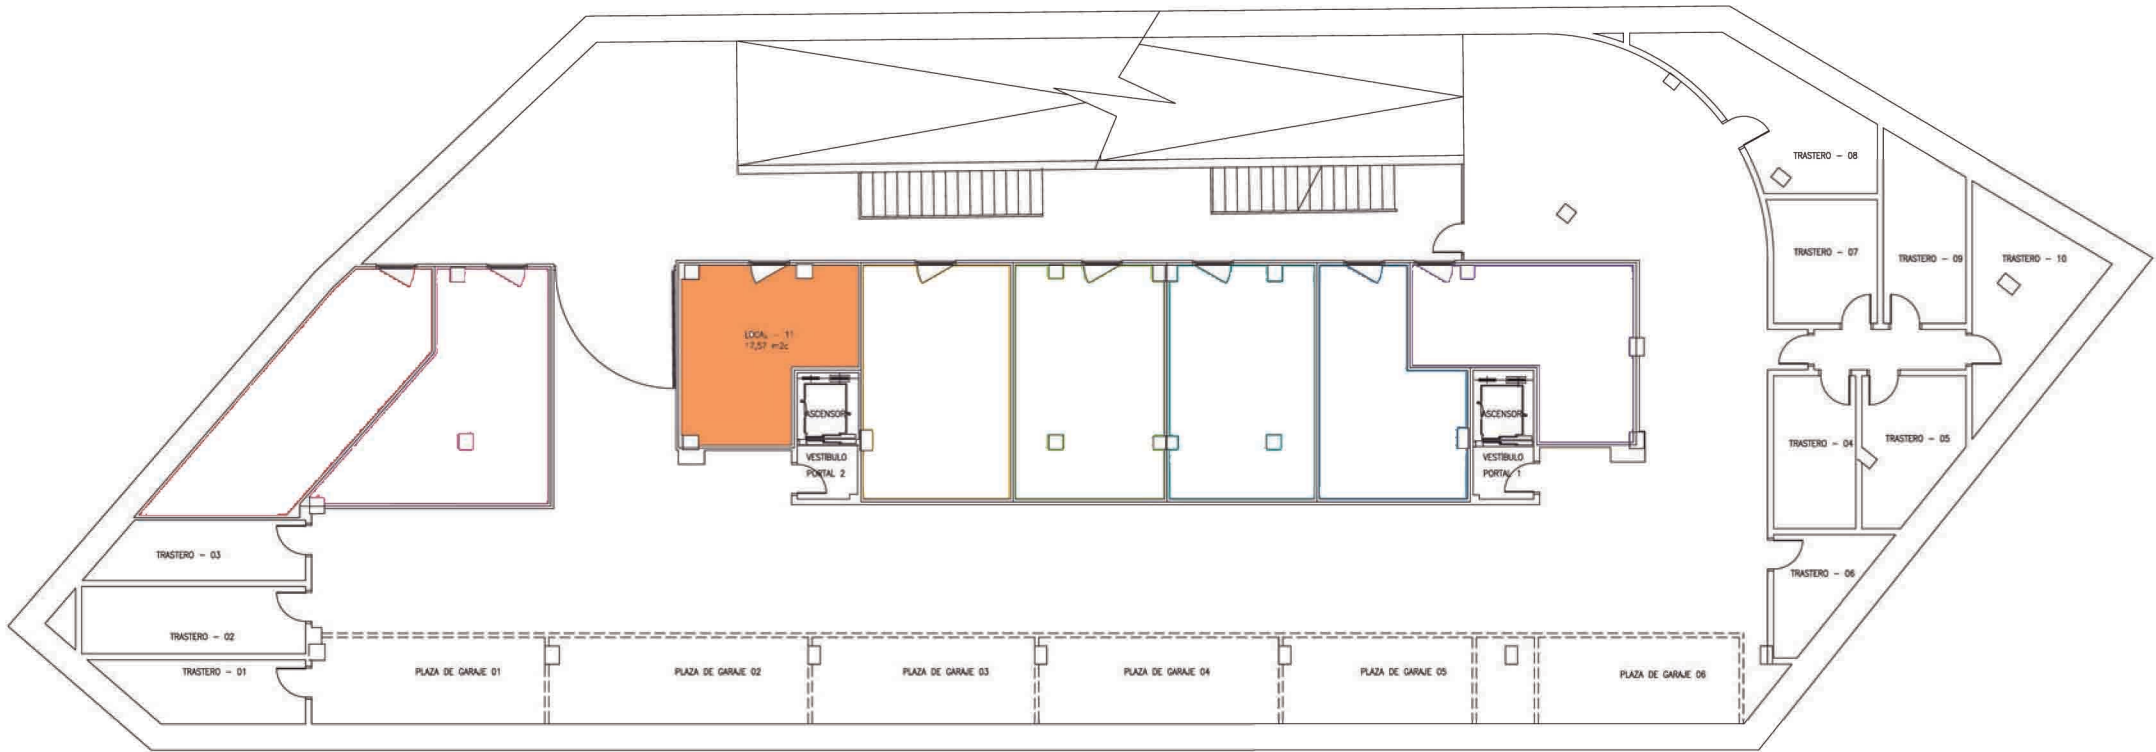 TRASTERO - 08
TRASTERO - 07
TRASTERO - 09
TRASTERO - 10
LOCAL - 11
17,57 m2c
ASCENSOR
VESTÍBULO
PORTAL 2
ASCENSOR
VESTÍBULO
PORTAL 1
TRASTERO - 04
TRASTERO - 05
TRASTERO - 03
TRASTERO - 06
TRASTERO - 02
TRASTERO - 01
PLAZA DE GARAJE 01
PLAZA DE GARAJE 02
PLAZA DE GARAJE 03
PLAZA DE GARAJE 04
PLAZA DE GARAJE 05
PLAZA DE GARAJE 06